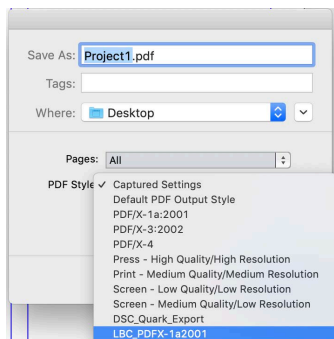 Save As: Project1.pdf
Tags:
Where: Desktop
Pages: All
PDF Style ✓ Captured Settings
Default PDF Output Style
PDF/X-1a:2001
PDF/X-3:2002
PDF/X-4
Press - High Quality/High Resolution
Print - Medium Quality/Medium Resolution
Screen - Low Quality/Low Resolution
Screen - Medium Quality/Low Resolution
DSC_Quark_Export
LBC_PDFX-1a2001